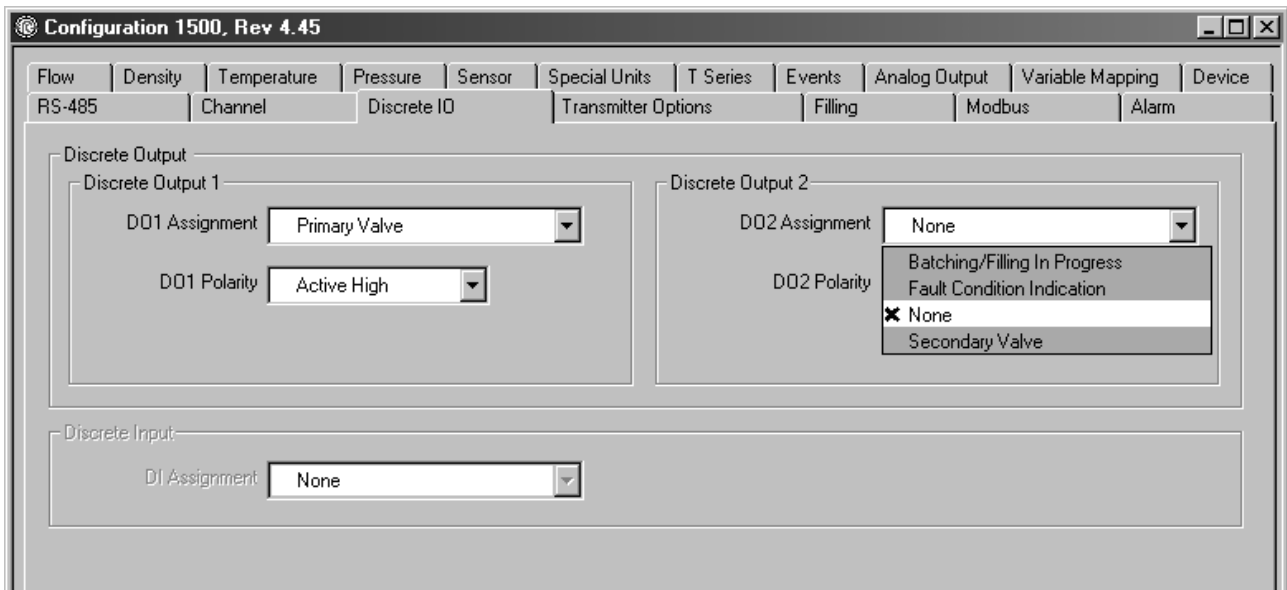 Configuration 1500, Rev 4.45
Flow Density Temperature Pressure Sensor Special Units T Series Events Analog Output Variable Mapping Device
RS-485 Channel Discrete IO Transmitter Options Filling Modbus Alarm
Discrete Output
Discrete Output 1
DO1 Assignment Primary Valve
DO1 Polarity Active High
Discrete Output 2
DO2 Assignment None
DO2 Polarity
Batching/Filling In Progress
Fault Condition Indication
None
Secondary Valve
Discrete Input
DI Assignment None